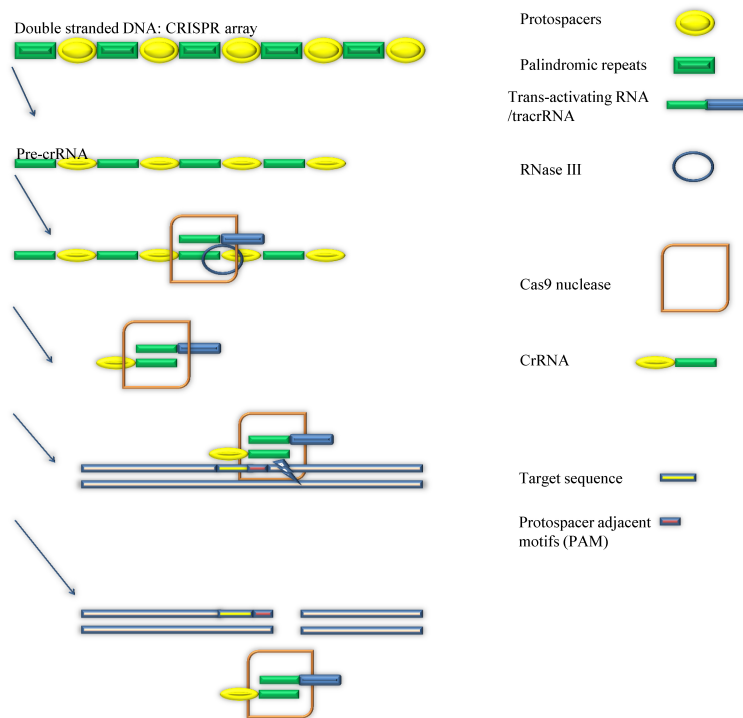 Double stranded DNA: CRISPR array
Pre-crRNA
Protospacers
Palindromic repeats
Trans-activating RNA
/tracrRNA
RNase III
Cas9 nuclease
CrRNA
Target sequence
Protospacer adjacent
motifs (PAM)